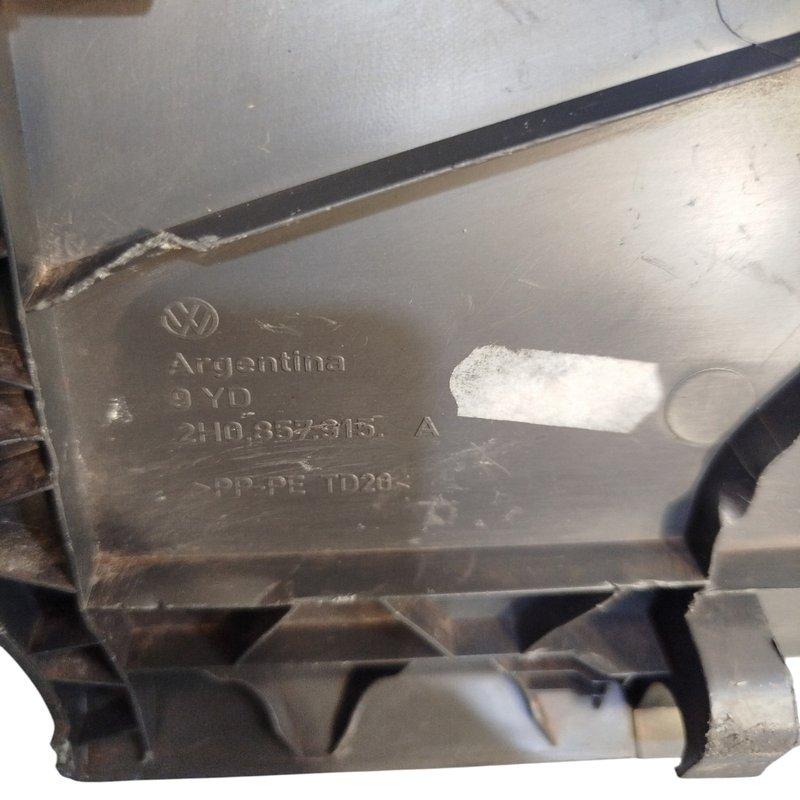 Argentina
9 YD
2H0.857.315. A
>PP-PE TD20<